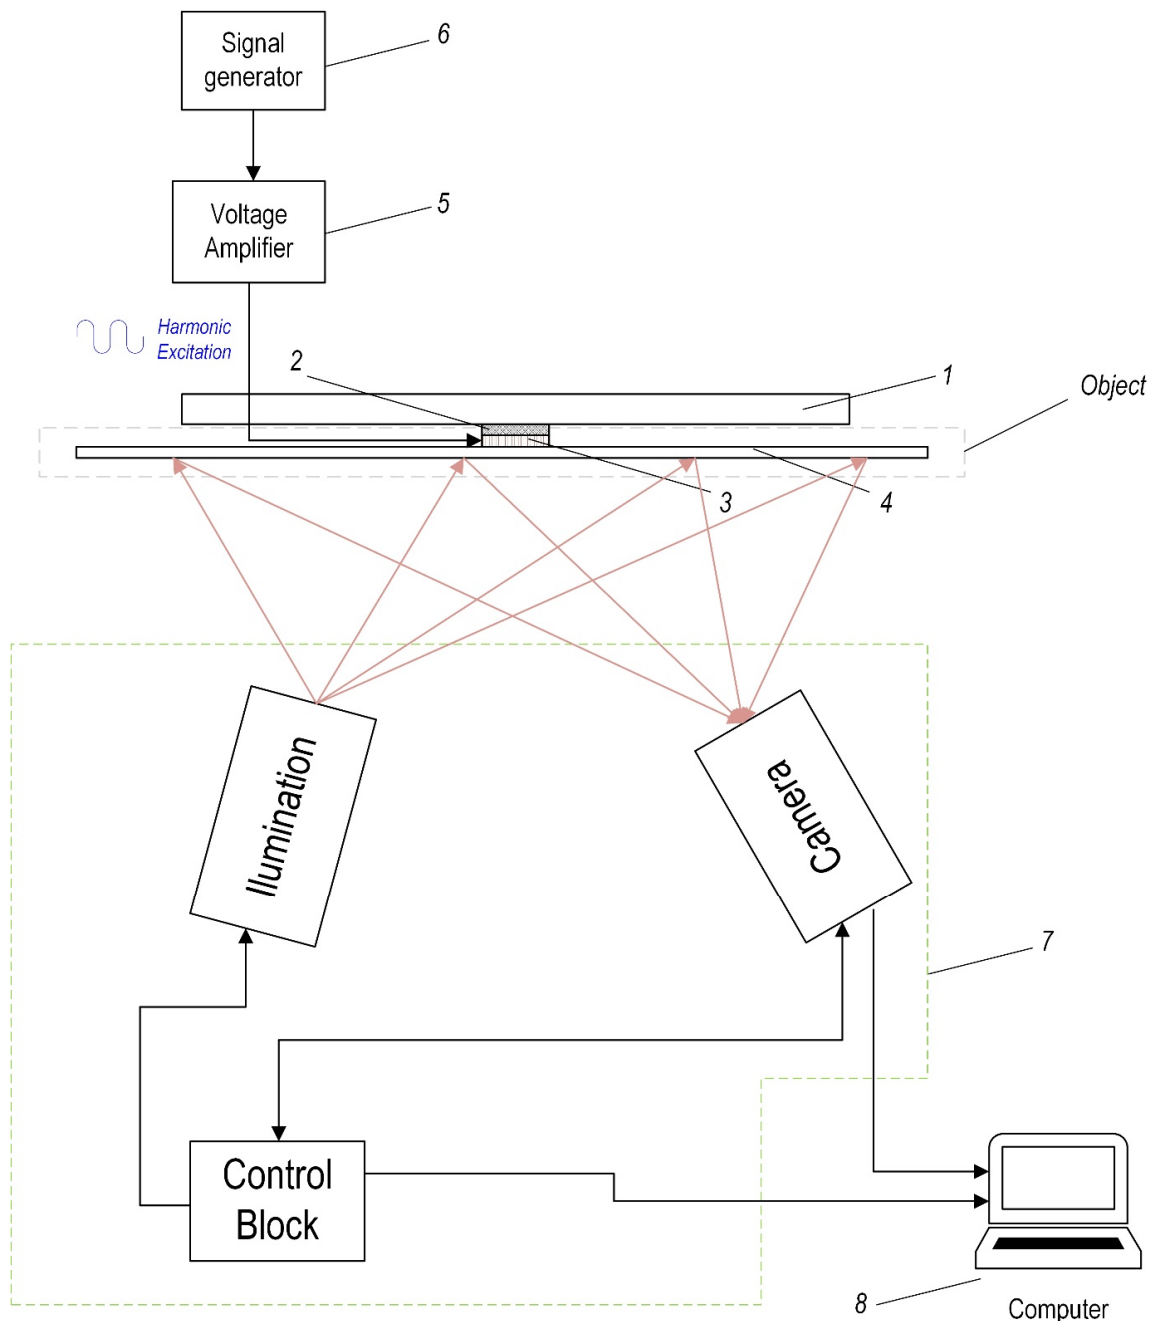 Signal
generator
6
Voltage
Amplifier
5
Harmonic
Excitation
2
1
Object
3
4
Illumination
Camera
7
Control
Block
8
Computer